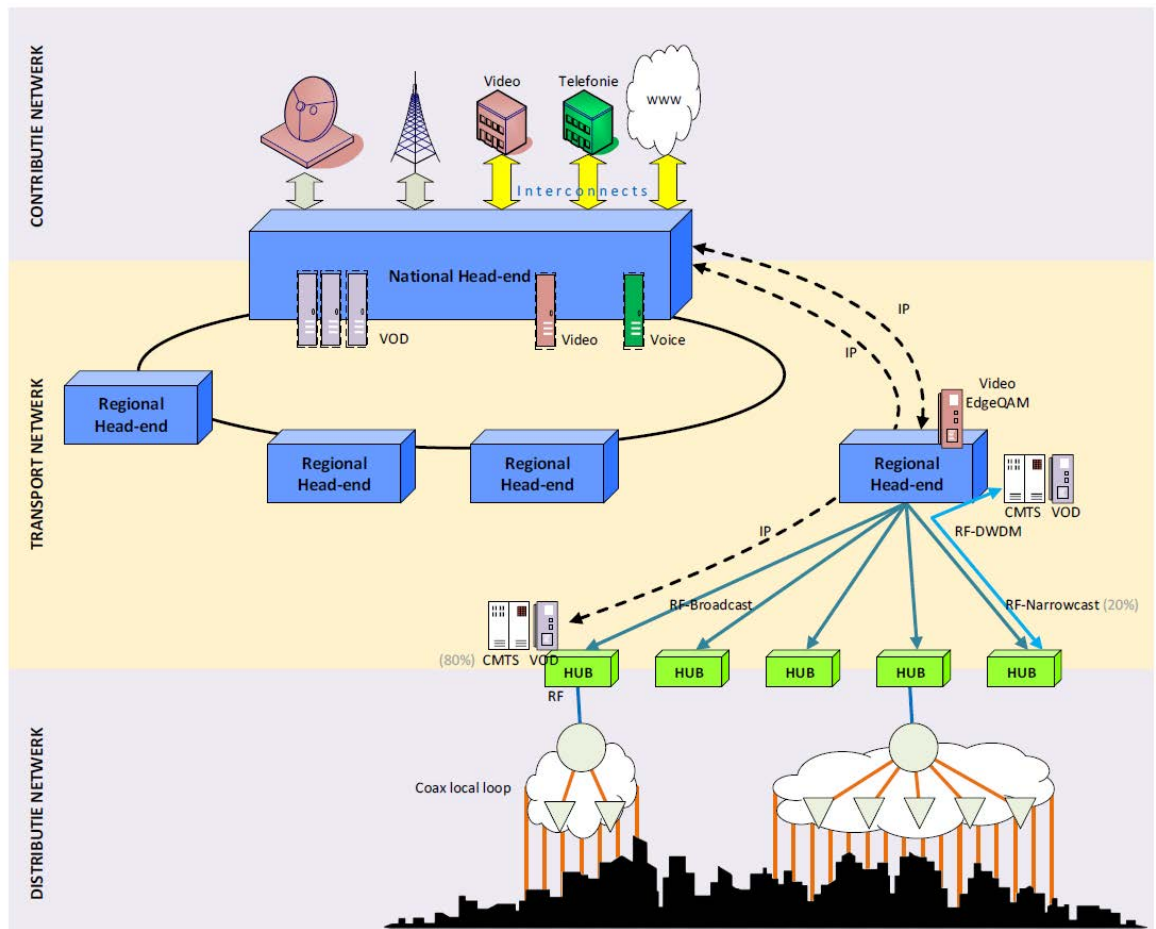 CONTRIBUTIE NETWERK
Video
Telefonie
WWW
Interconnects
National Head-end
VOD
Video
Voice
IP
IP
TRANSPORT NETWERK
Regional
Head-end
Regional
Head-end
Regional
Head-end
Video
EdgeQAM
Regional
Head-end
CMTS
VOD
RF-DWDM
IP
RF-Broadcast
RF-Narrowcast (20%)
(80%) CMTS VOD
HUB
HUB
HUB
HUB
HUB
RF
DISTRIBUTIE NETWERK
Coax local loop